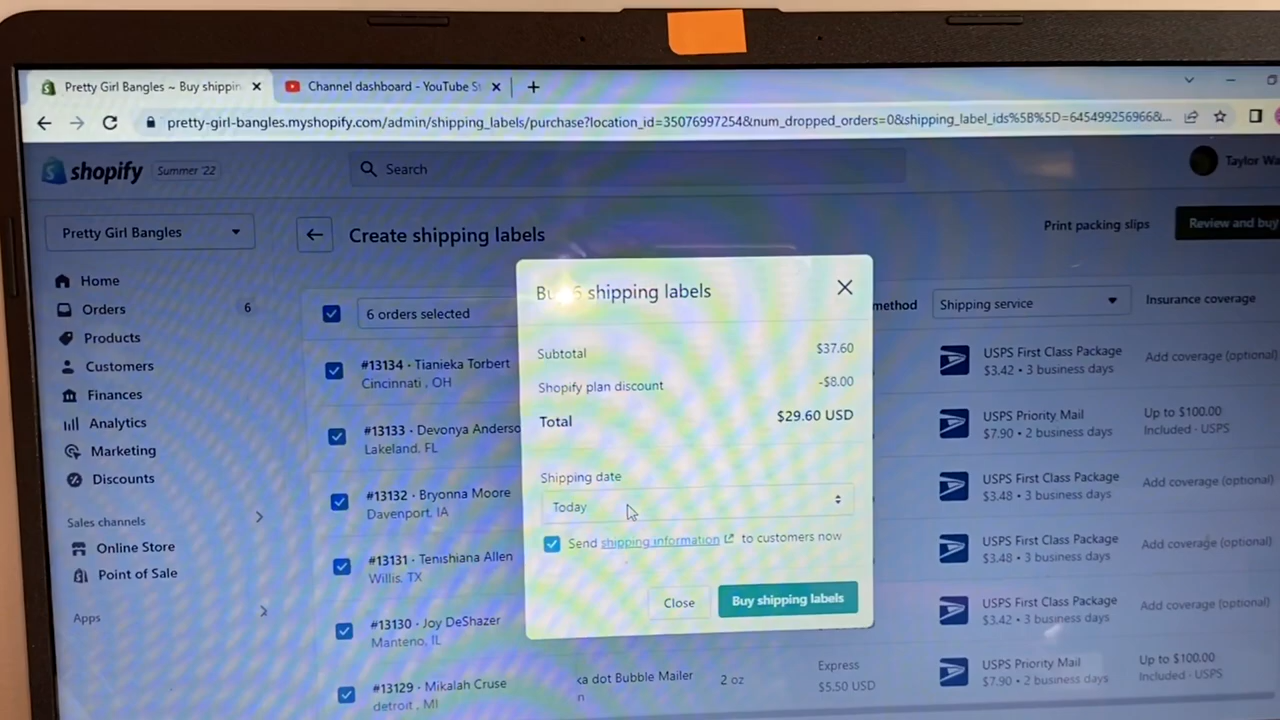 Pretty Girl Bangles ~ Buy shippin
Channel dashboard - YouTube St
pretty-girl-bangles.myshopify.com/admin/shipping_labels/purchase?location_id=35076997254&num_dropped_orders=0&shipping_label_ids%5B%5D=645499256966&...
shopify Summer '22
Search
Taylor Wa
Pretty Girl Bangles
Create shipping labels
Print packing slips
Review and buy
Home
Orders 6
Products
Customers
Finances
Analytics
Marketing
Discounts
Sales channels
Online Store
Point of Sale
Apps
6 orders selected
method
Shipping service
Insurance coverage
#13134 · Tianieka Torbert
Cincinnati , OH
USPS First Class Package
$3.42 • 3 business days
Add coverage (optional)
#13133 · Devonya Anderso
Lakeland, FL
USPS Priority Mail
$7.90 • 2 business days
Up to $100.00
Included · USPS
#13132 · Bryonna Moore
Davenport, IA
USPS First Class Package
$3.48 • 3 business days
Add coverage (optional)
#13131 · Tenishiana Allen
Willis, TX
USPS First Class Package
$3.48 • 3 business days
Add coverage (optional)
#13130 · Joy DeShazer
Manteno, IL
USPS First Class Package
$3.42 • 3 business days
Add coverage (optional)
#13129 · Mikalah Cruse
detroit , MI
ka dot Bubble Mailer
n
2 oz
Express
$5.50 USD
USPS Priority Mail
$7.90 • 2 business days
Up to $100.00
Included · USPS
Buy 6 shipping labels
Subtotal $37.60
Shopify plan discount -$8.00
Total $29.60 USD
Shipping date
Today
Send shipping information to customers now
Close
Buy shipping labels